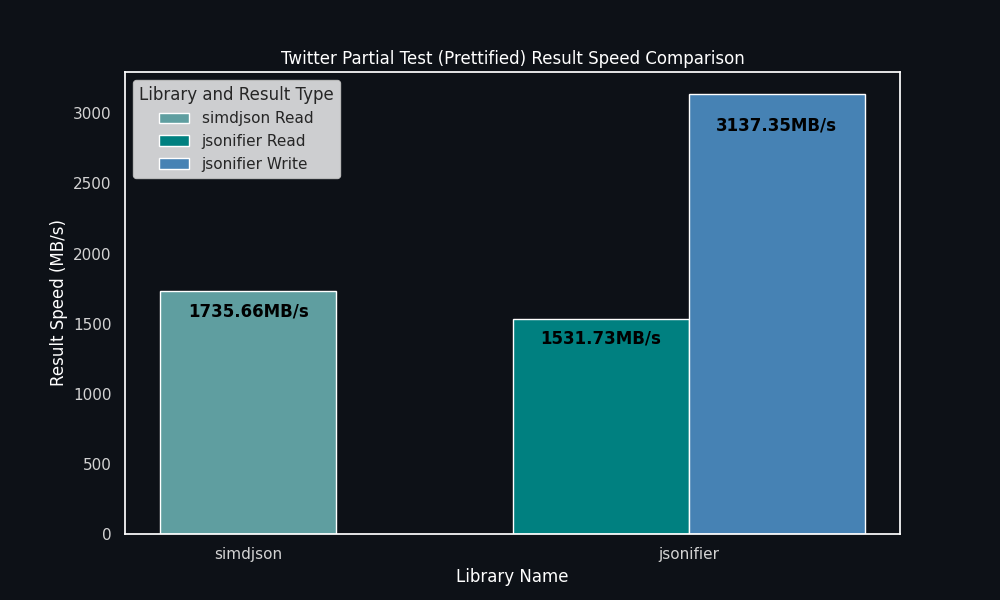 Twitter Partial Test (Prettified) Result Speed Comparison
Library and Result Type
simdjson Read
jsonifier Read
jsonifier Write
3000
2500
2000
1500
1000
500
0
Result Speed (MB/s)
1735.66MB/s
1531.73MB/s
3137.35MB/s
simdjson
jsonifier
Library Name